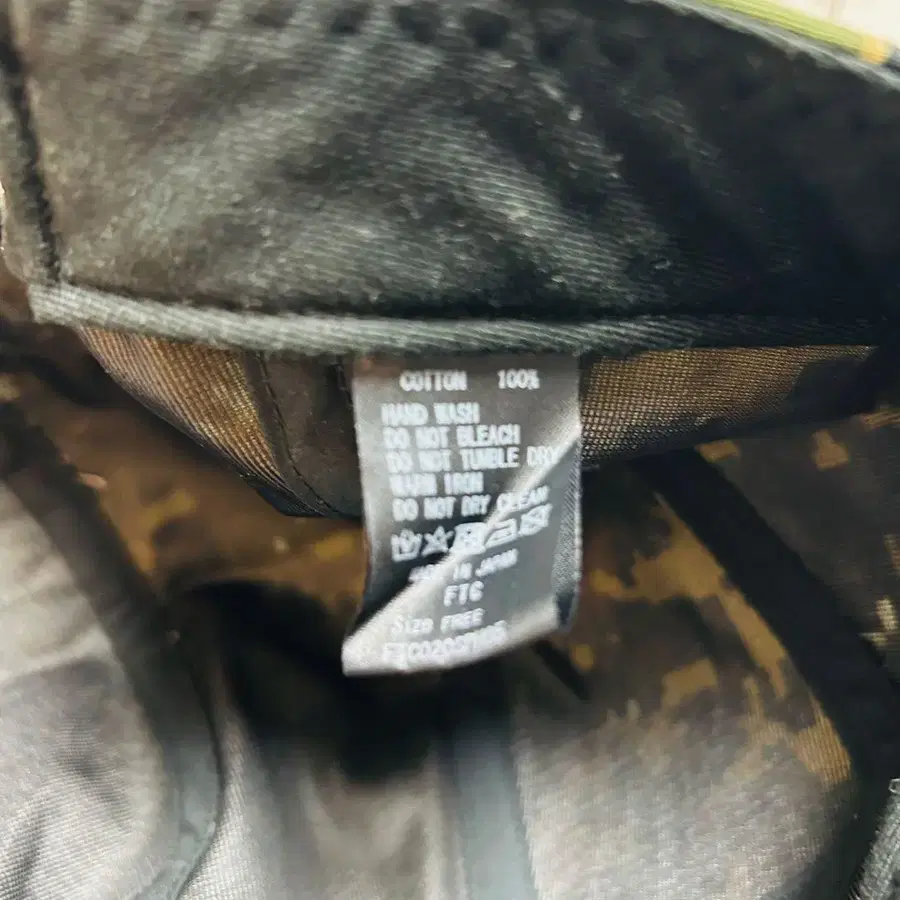 COTTON 100%
HAND WASH
DO NOT BLEACH
DO NOT TUMBLE DRY
WARM IRON
DO NOT DRY CLEAN
MADE IN JAPAN
FTC
Size FREE